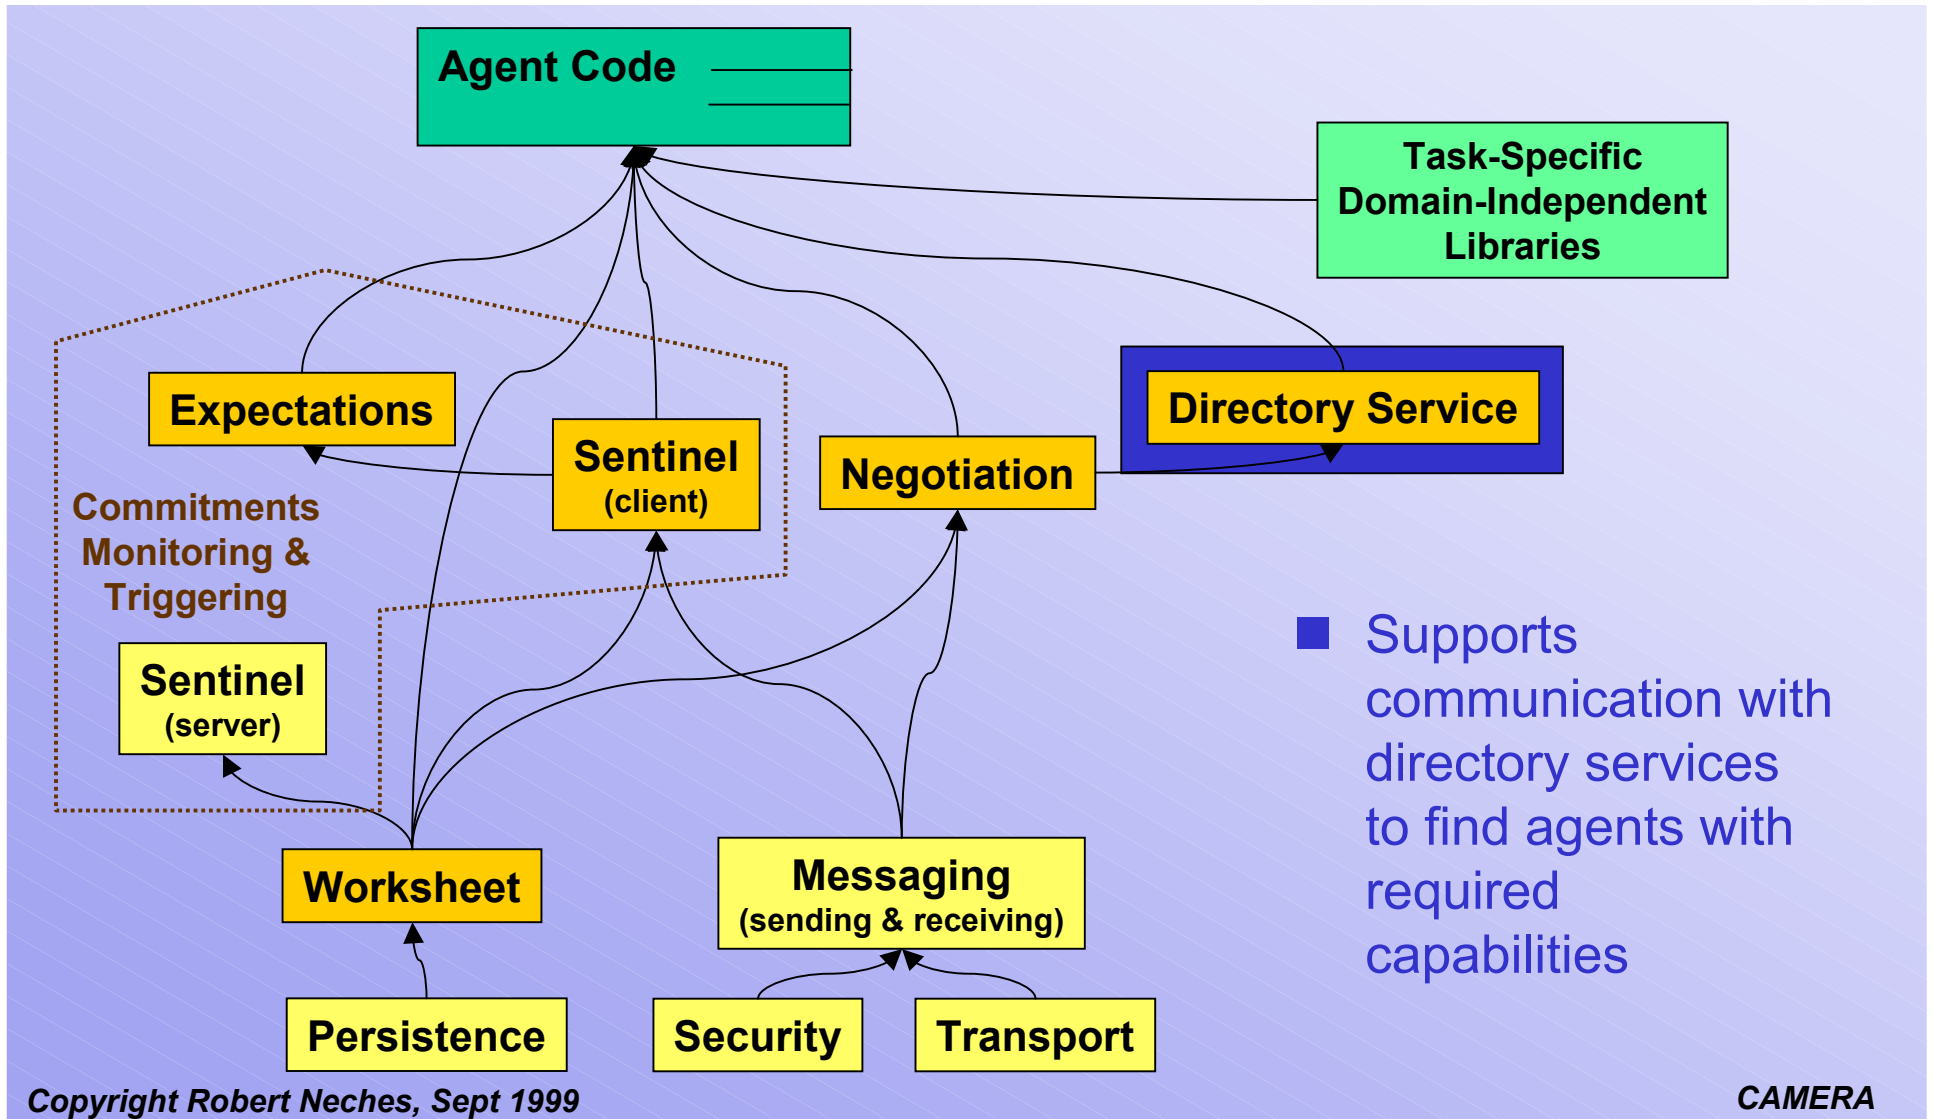 Agent Code
Task-Specific
Domain-Independent
Libraries
Expectations
Sentinel
(client)
Negotiation
Directory Service
Commitments
Monitoring &
Triggering
Sentinel
(server)
Supports
communication with
directory services
to find agents with
required
capabilities
Worksheet
Messaging
(sending & receiving)
Persistence
Security
Transport
Copyright Robert Neches, Sept 1999
CAMERA